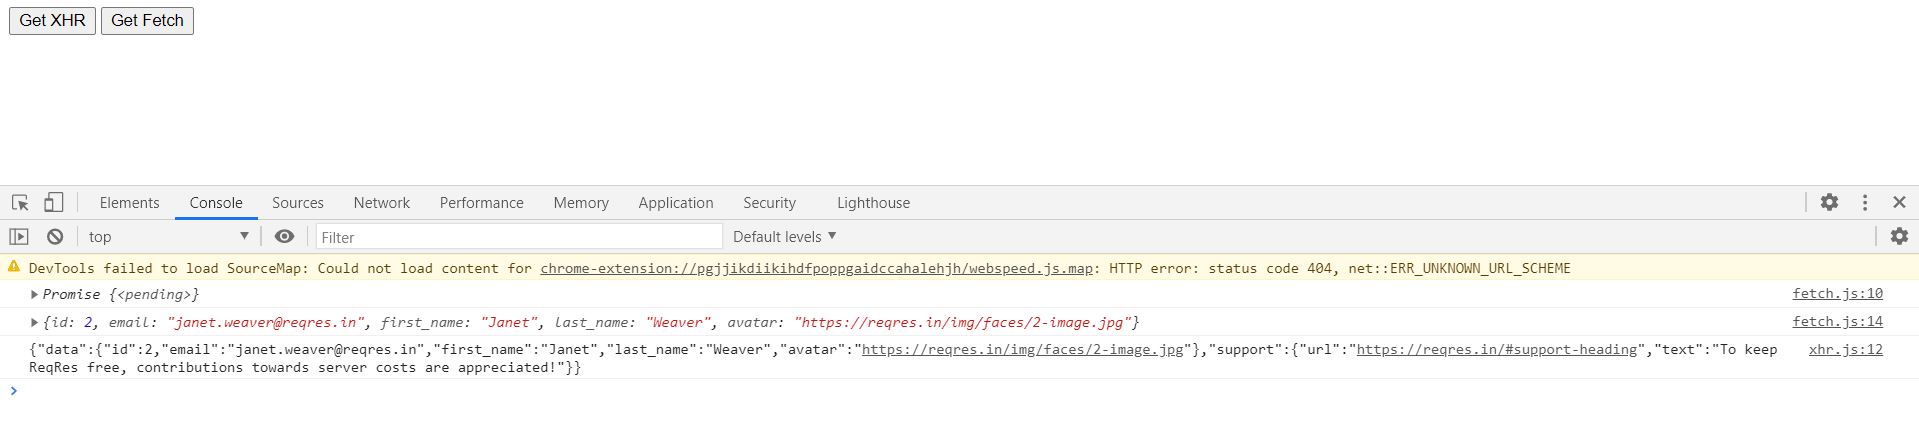 Get XHR Get Fetch
Elements Console Sources Network Performance Memory Application Security Lighthouse
top Filter Default levels
DevTools failed to load SourceMap: Could not load content for chrome-extension://pgjjikdiikihdfpoppgaidccahalehjh/webspeed.js.map: HTTP error: status code 404, net::ERR_UNKNOWN_URL_SCHEME
Promise {<pending>} fetch.js:10
{id: 2, email: "janet.weaver@reqres.in", first_name: "Janet", last_name: "Weaver", avatar: "https://reqres.in/img/faces/2-image.jpg"} fetch.js:14
{"data":{"id":2,"email":"janet.weaver@reqres.in","first_name":"Janet","last_name":"Weaver","avatar":"https://reqres.in/img/faces/2-image.jpg"},"support":{"url":"https://reqres.in/#support-heading","text":"To keep xhr.js:12
ReqRes free, contributions towards server costs are appreciated!"}}